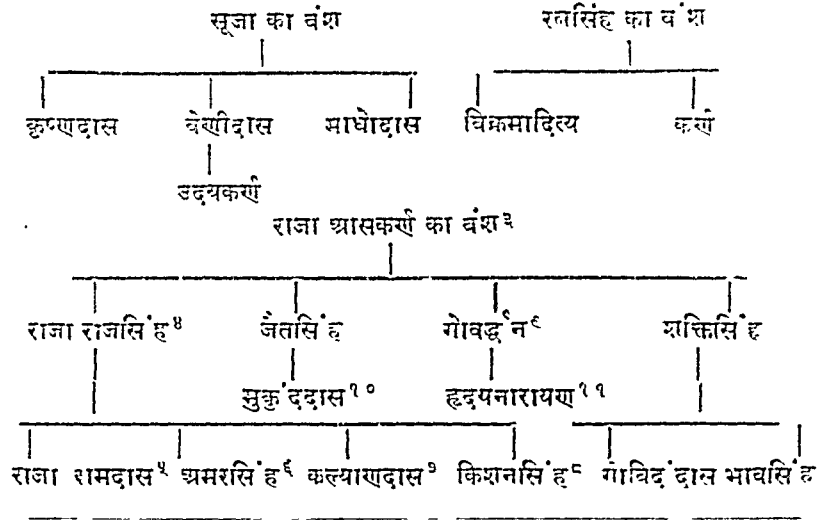 सूजा का वंश रत्नसिंह का वंश
कृष्णदास वेणीदास माधोदास विक्रमादित्य कर्ण
उदयकर्ण
राजा आसकर्ण का वंश३
राजा राजसिंह४ जैतसिंह गोवर्द्धन९ शक्तिसिंह
मुकुंददास१० हृदयनारायण११
राजा रामदास५ अमरसिंह६ कल्याणदास७ किशनसिंह८ गोविंददास भावसिंह